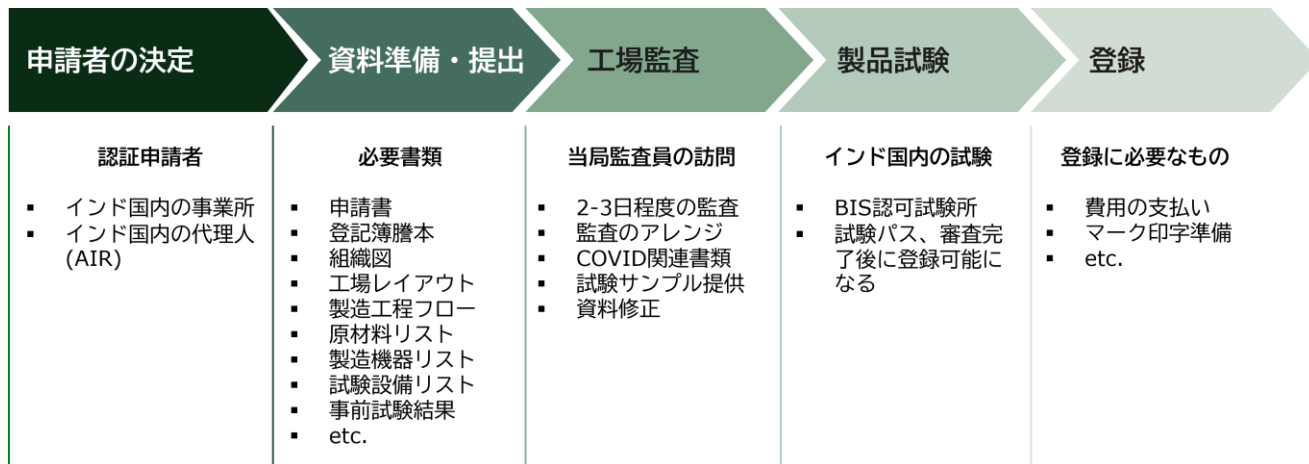 申請者の決定
資料準備・提出
工場監査
製品試験
登録
認証申請者
▪ インド国内の事業所
▪ インド国内の代理人
(AIR)
必要書類
▪ 申請書
▪ 登記簿謄本
▪ 組織図
▪ 工場レイアウト
▪ 製造工程フロー
▪ 原材料リスト
▪ 製造機器リスト
▪ 試験設備リスト
▪ 事前試験結果
▪ etc.
当局監査員の訪問
▪ 2-3日程度の監査
▪ 監査のアレンジ
▪ COVID関連書類
▪ 試験サンプル提供
▪ 資料修正
インド国内の試験
▪ BIS認可試験所
▪ 試験パス、審査完
了後に登録可能に
なる
登録に必要なもの
▪ 費用の支払い
▪ マーク印字準備
▪ etc.